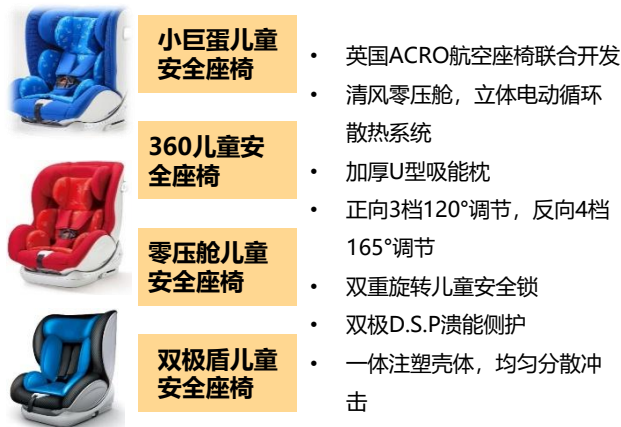 小巨蛋儿童
安全座椅
360儿童安
全座椅
零压舱儿童
安全座椅
双极盾儿童
安全座椅
• 英国ACRO航空座椅联合开发
• 清风零压舱，立体电动循环
散热系统
• 加厚U型吸能枕
• 正向3档120°调节，反向4档
165°调节
• 双重旋转儿童安全锁
• 双极D.S.P溃能侧护
• 一体注塑壳体，均匀分散冲
击